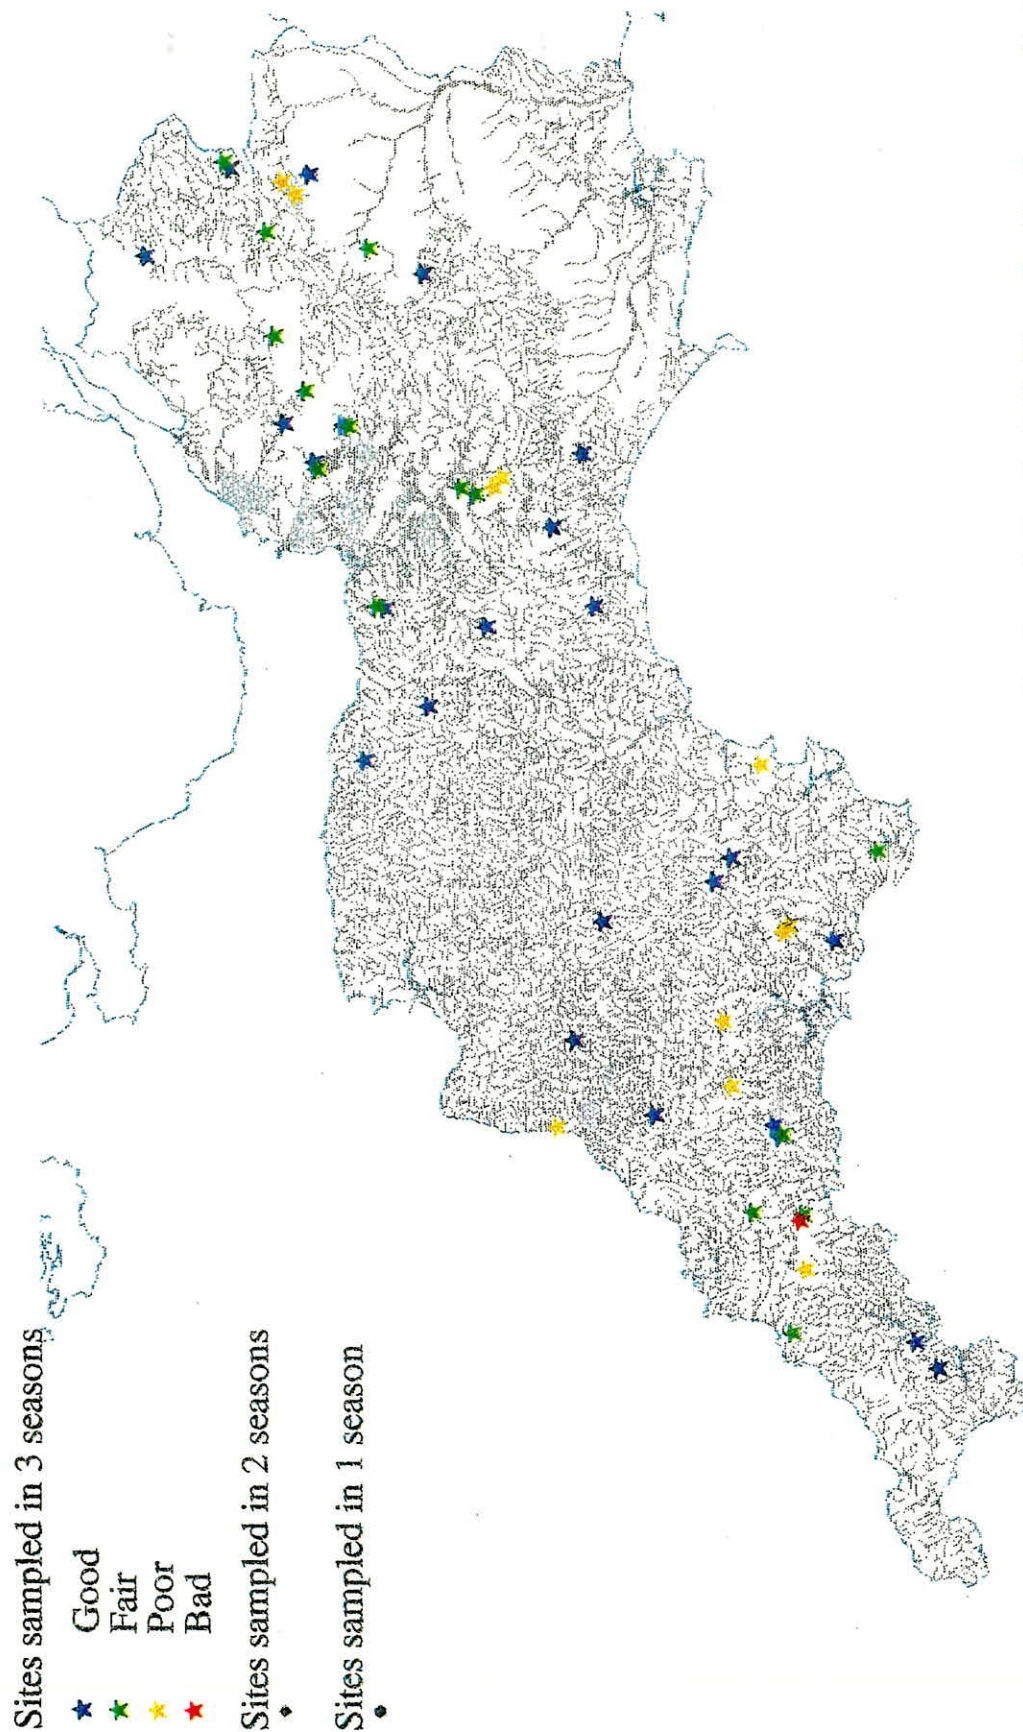 Sites sampled in 3 seasons
Good
Fair
Poor
Bad
Sites sampled in 2 seasons
Sites sampled in 1 season